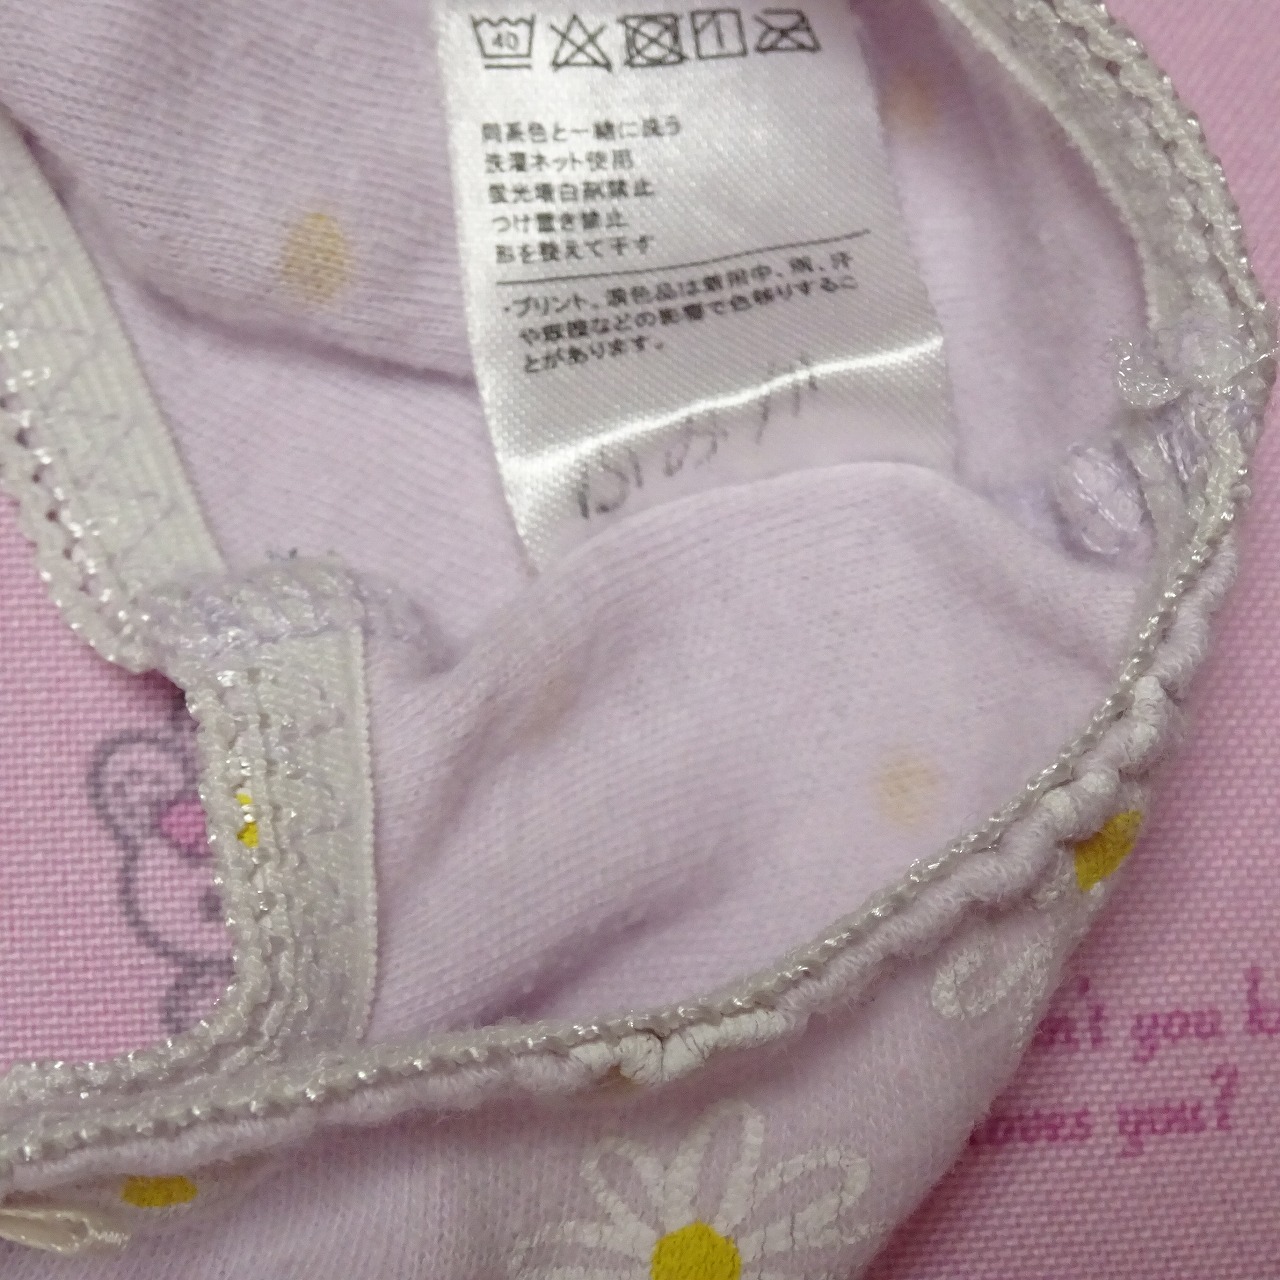 40
同系色と一緒に洗う
洗濯ネット使用
蛍光増白剤禁止
つけ置き禁止
形を整えて干す
・プリント、濃色品は着用中、雨、汗
や摩擦などの影響で色移りするこ
とがあります。
't you
loves you?